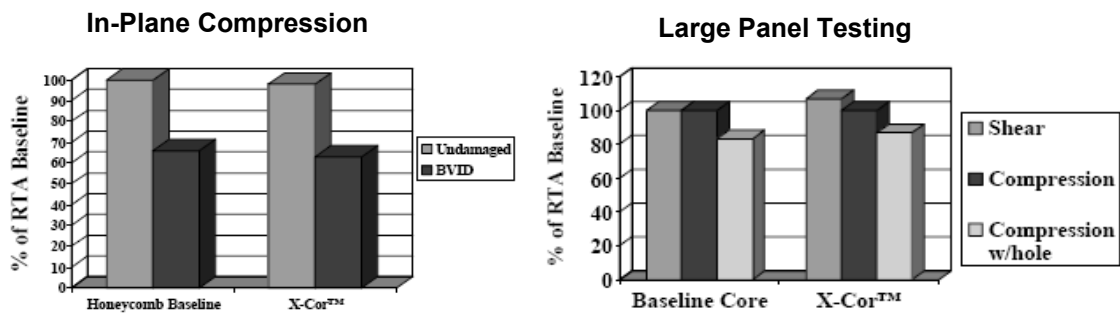 In-Plane Compression
% of RTA Baseline
100
90
80
70
60
50
40
30
20
10
0
Honeycomb Baseline
X-Cor™
Undamaged
BVID
Large Panel Testing
% of RTA Baseline
120
100
80
60
40
20
0
Baseline Core
X-Cor™
Shear
Compression
Compression
w/hole